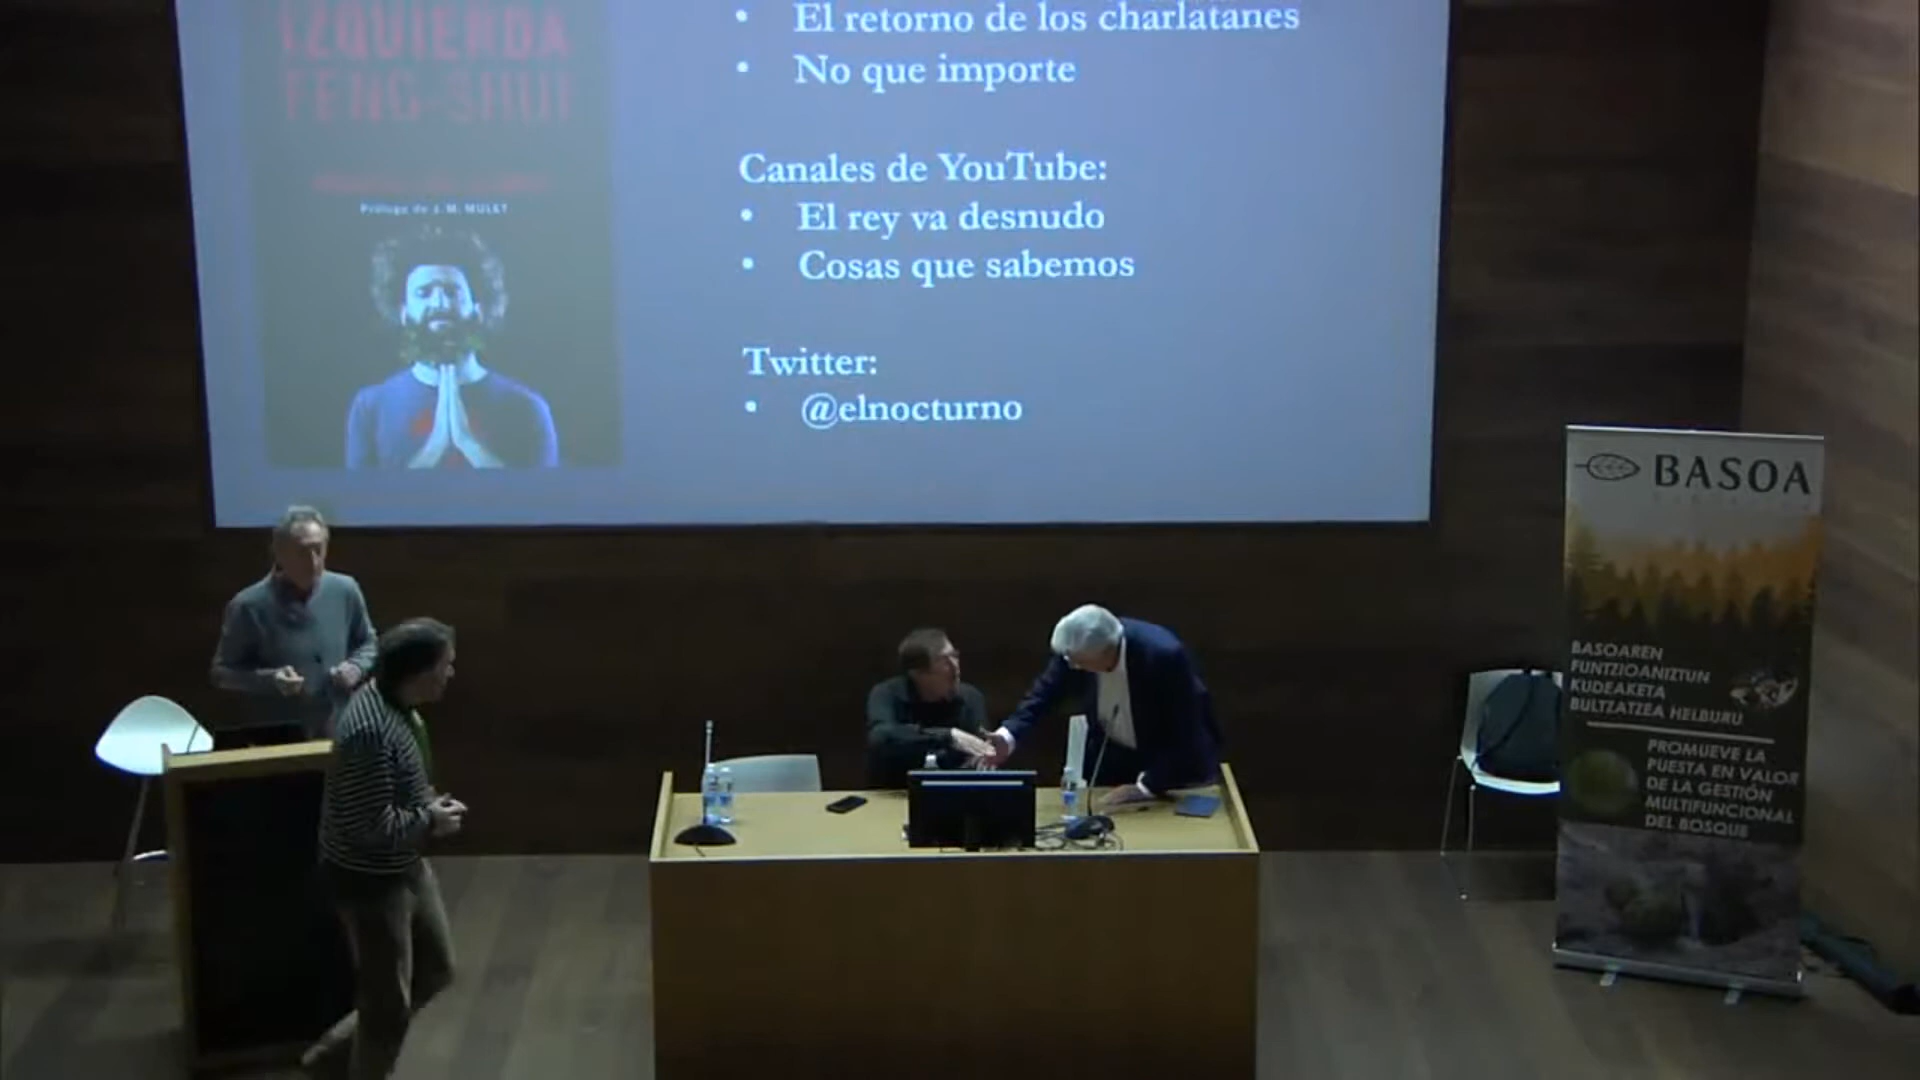 IZQUIERDA
FENG-SHUI
Prólogo de J. M. MULET
• El retorno de los charlatanes
• No que importe
Canales de YouTube:
• El rey va desnudo
• Cosas que sabemos
Twitter:
• @elnocturno
BASOA
BASOAREN
FUNTZIOANIZTUN
KUDEAKETA
BULTZATZEA HELBURU
PROMUEVE LA
PUESTA EN VALOR
DE LA GESTIÓN
MULTIFUNCIONAL
DEL BOSQUE